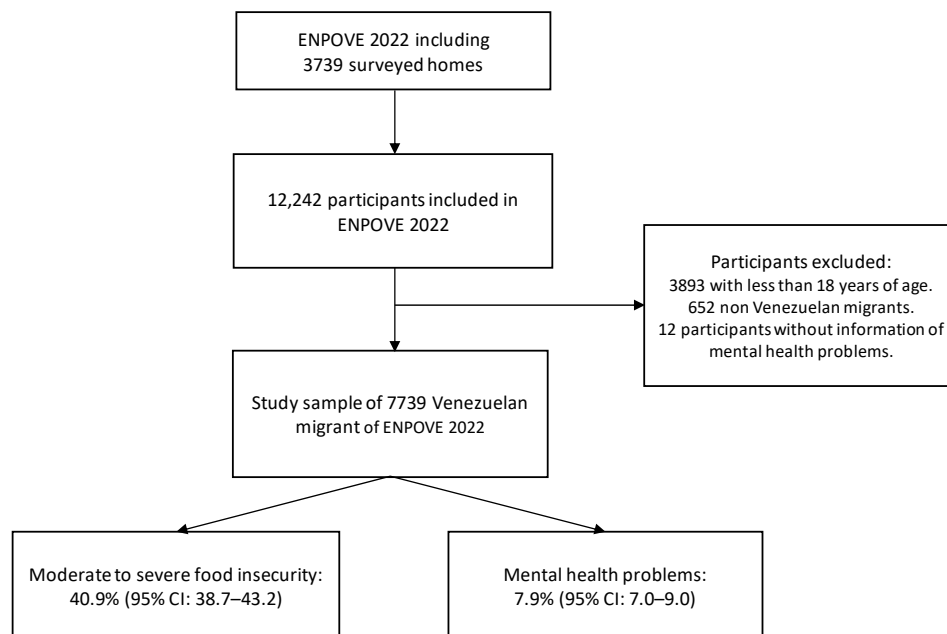 ENPOVE 2022 including
3739 surveyed homes
12,242 participants included in
ENPOVE 2022
Participants excluded:
3893 with less than 18 years of age.
652 non Venezuelan migrants.
12 participants without information of
mental health problems.
Study sample of 7739 Venezuelan
migrant of ENPOVE 2022
Moderate to severe food insecurity:
40.9% (95% CI: 38.7–43.2)
Mental health problems:
7.9% (95% CI: 7.0–9.0)